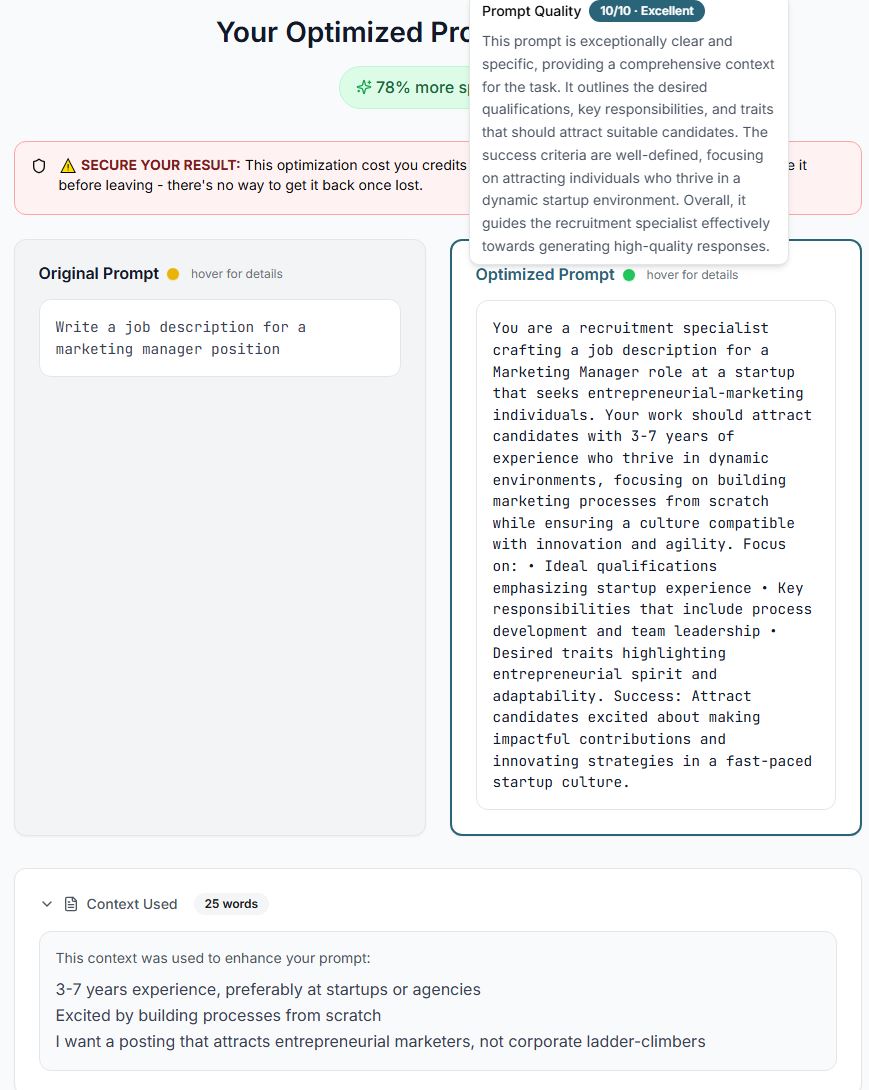 Your Optimized Pro
Prompt Quality 10/10 · Excellent
This prompt is exceptionally clear and
specific, providing a comprehensive context
for the task. It outlines the desired
qualifications, key responsibilities, and traits
that should attract suitable candidates. The
success criteria are well-defined, focusing
on attracting individuals who thrive in a
dynamic startup environment. Overall, it
guides the recruitment specialist effectively
towards generating high-quality responses.
78% more sp
⚠️ SECURE YOUR RESULT: This optimization cost you credits e it
before leaving - there's no way to get it back once lost.
Original Prompt hover for details
Write a job description for a
marketing manager position
Optimized Prompt hover for details
You are a recruitment specialist
crafting a job description for a
Marketing Manager role at a startup
that seeks entrepreneurial-marketing
individuals. Your work should attract
candidates with 3-7 years of
experience who thrive in dynamic
environments, focusing on building
marketing processes from scratch
while ensuring a culture compatible
with innovation and agility. Focus
on: • Ideal qualifications
emphasizing startup experience • Key
responsibilities that include process
development and team leadership •
Desired traits highlighting
entrepreneurial spirit and
adaptability. Success: Attract
candidates excited about making
impactful contributions and
innovating strategies in a fast-paced
startup culture.
Context Used 25 words
This context was used to enhance your prompt:
3-7 years experience, preferably at startups or agencies
Excited by building processes from scratch
I want a posting that attracts entrepreneurial marketers, not corporate ladder-climbers